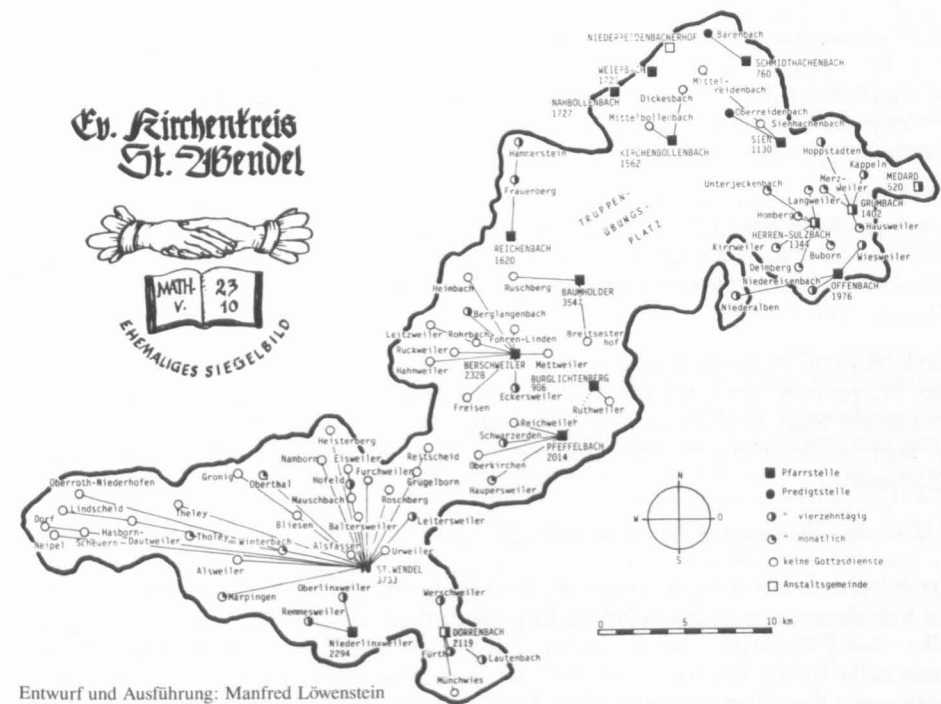 Ev. Kirchenkreis
St. Wendel
MATH. 23
V. 10
EHEMALIGES SIEGELBILD
Barenbach
NIEDERREIDENBACHERHOF
SCHMIDTHACHENBACH
760
WEIERBACH
Mittel-
reidenbach
Dickesbach
NAHBOLLENBACH
1727
Oberreidenbach
Mittelbollenbach
Sienhachenbach
SIEN
1130
KIRCHENBOLLENBACH
1562
Hoppstädten
Kappeln
Hammerstein
Merz-
Weiler
MEDARD
520
Frauenberg
Unterjeckenbach
Langweiler
GRUMBACH
1402
TRUPPEN-
ÜBUNGS-
PLATZ
Homberg
Hausweiler
HERREN-SULZBACH
1344
REICHENBACH
1620
Kirrweiler
Buborn
Wiesweiler
Deimberg
Heimbach
Ruschberg
Niedereisenbach
BAUMHOLDER
OFFENBACH
1976
Niederalben
Berglangenbach
Leitzweiler
Rohrbach
Fohren-Linden
Breitsester
hof
Ruckweiler
Hahnweiler
BERSCHWEILER
2328
Mettweiler
BURGLICHTENBERG
906
Eckersweiler
Freisen
Ruthweiler
Reichweiler
Schwarzerden
PFEFFELBACH
2014
Heisterberg
Oberkirchen
Reitscheid
Namborn
Eisweiler
Haupersweiler
Gronig
Furchweiler
Grügelborn
Oberthal
Hofeld
Oberroth-Niederhofen
Mauschbach
Roschberg
Lindscheid
Theley
Bliesen
Baltersweiler
Leitersweiler
Dorf
Hasborn-
Neipel
Scheuern
Dautweiler
Tholey
Winterbach
Alsfassen
Urweiler
Alsweiler
ST.WENDEL
3733
Marpingen
Oberlinxweiler
Werschweiler
Remmesweiler
DÖRRENBACH
2119
Niederlinxweiler
2294
Fürth
Lautenbach
Münchwies
N
W
O
S
Pfarrstelle
Predigtstelle
" vierzehntägig
" monatlich
keine Gottesdienste
Anstaltsgemeinde
0 5 10 km
Entwurf und Ausführung: Manfred Löwenstein